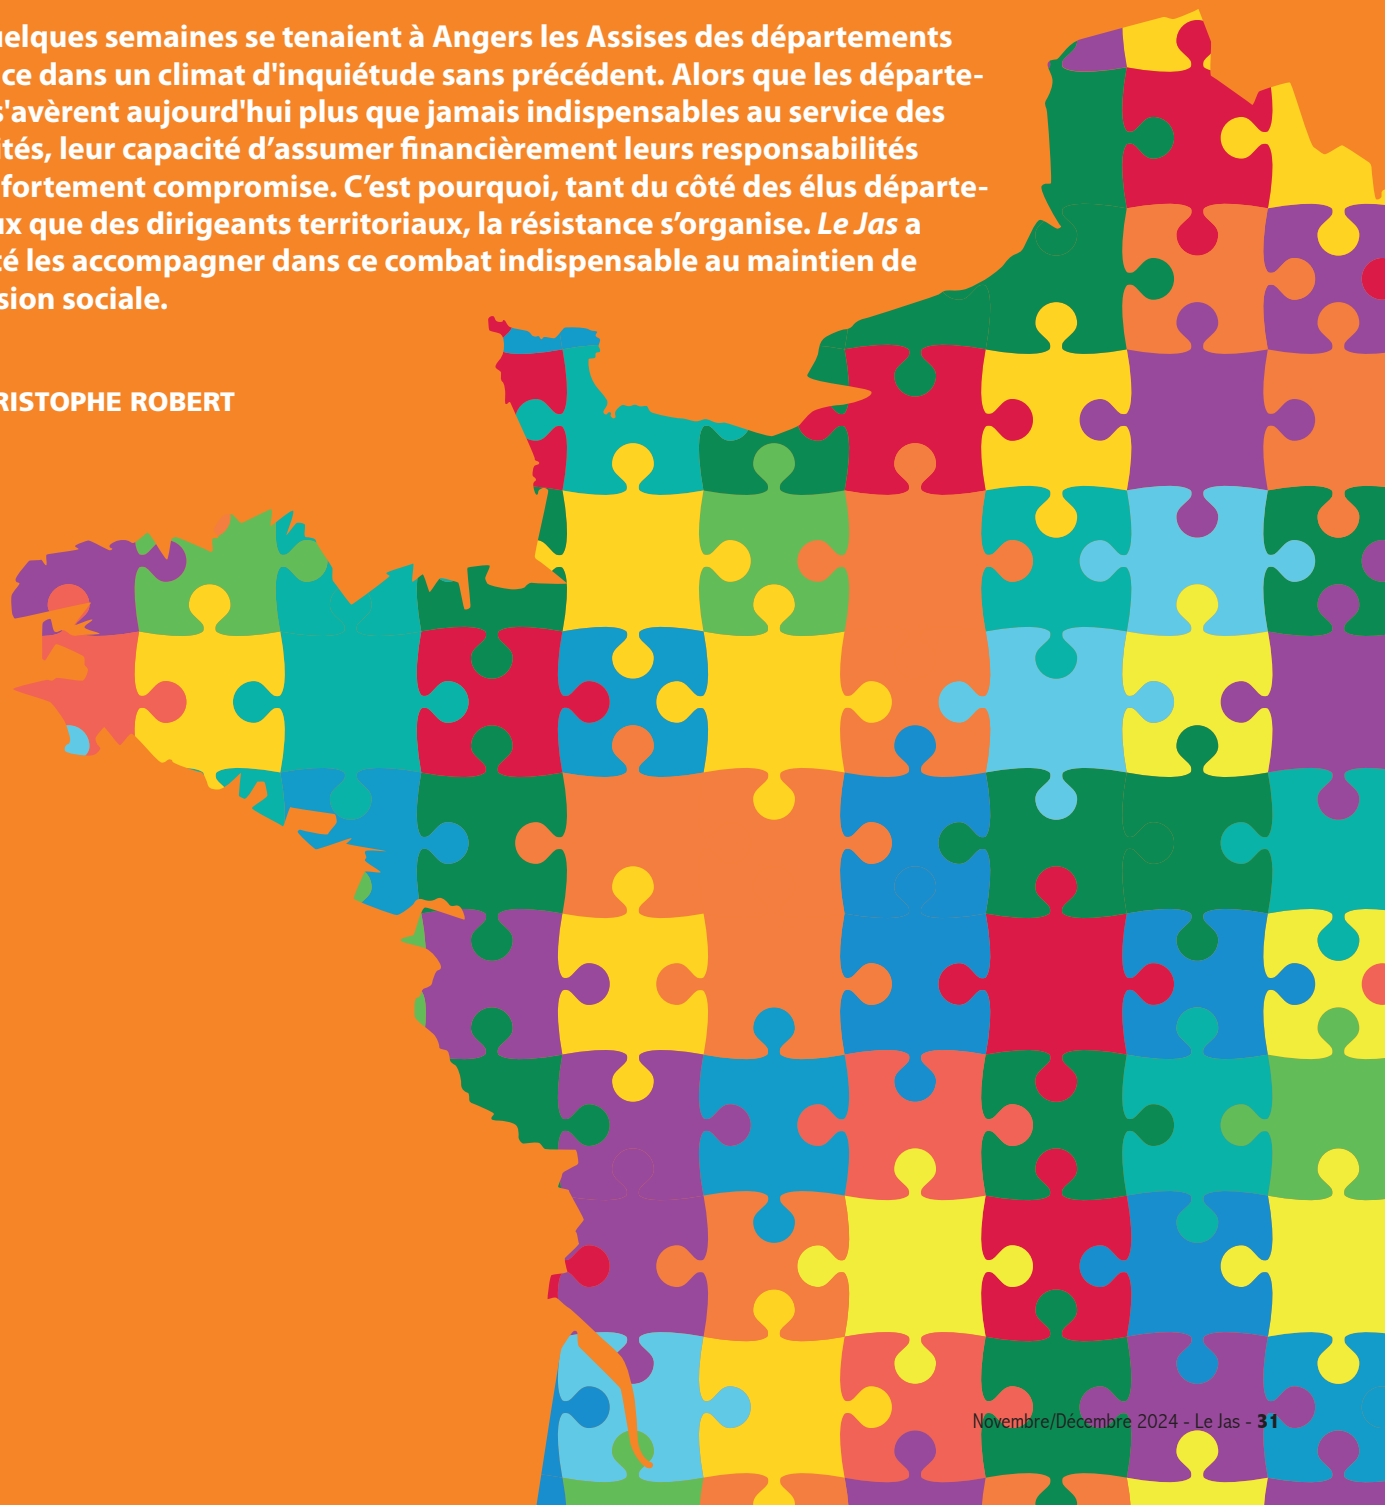 uelques semaines se tenaient à Angers les Assises des départements
ce dans un climat d'inquiétude sans précédent. Alors que les départe-
s'avèrent aujourd'hui plus que jamais indispensables au service des
ités, leur capacité d’assumer financièrement leurs responsabilités
fortement compromise. C’est pourquoi, tant du côté des élus départe-
ux que des dirigeants territoriaux, la résistance s’organise. Le Jas a
té les accompagner dans ce combat indispensable au maintien de
sion sociale.
RISTOPHE ROBERT
Novembre/Décembre 2024 - Le Jas - 31